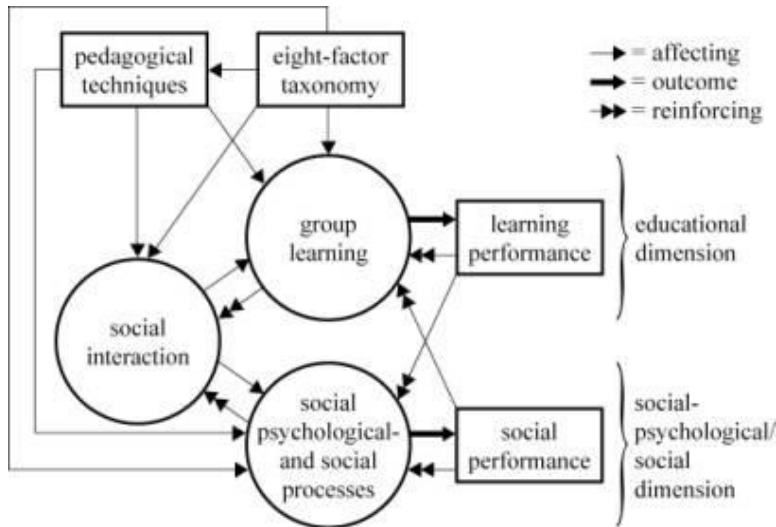 pedagogical
techniques
eight-factor
taxonomy
= affecting
= outcome
= reinforcing
group
learning
learning
performance
educational
dimension
social
interaction
social
psychological-
and social
processes
social
performance
social-
psychological/
social
dimension